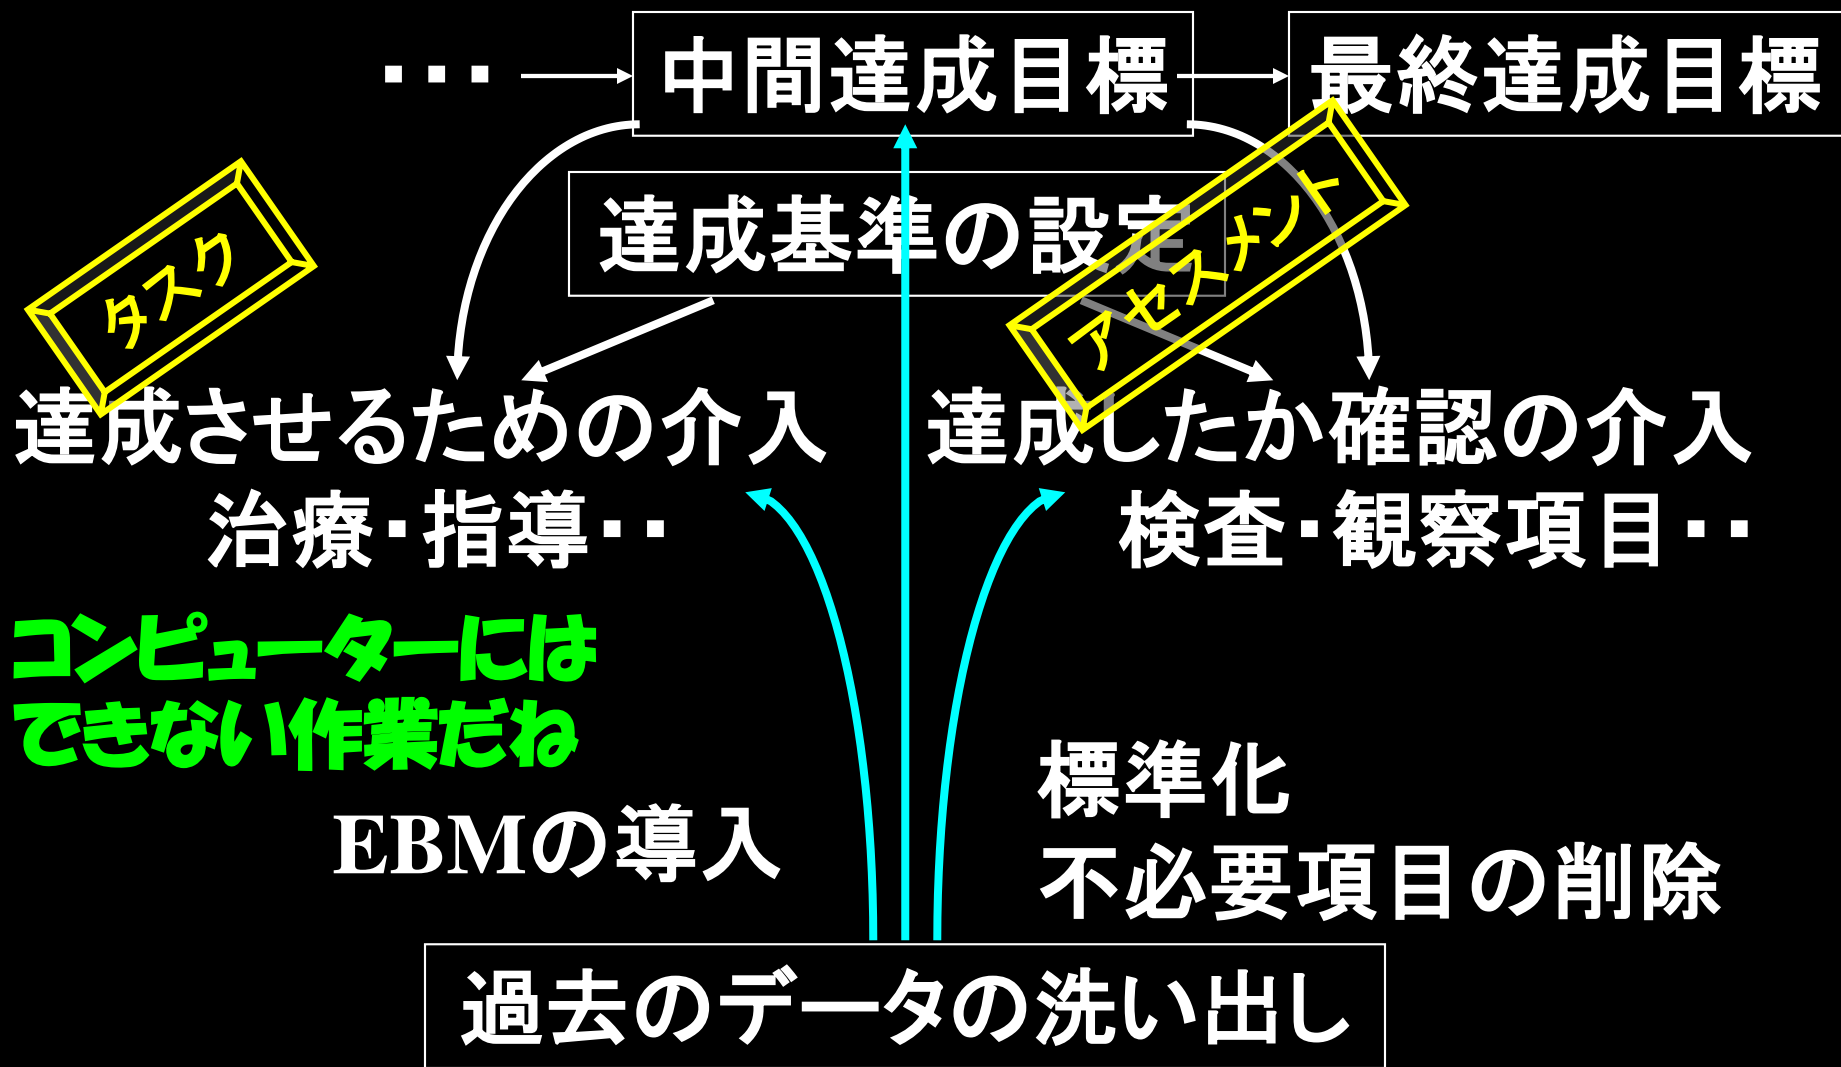 ･･･
中間達成目標
最終達成目標
達成基準の設定
タスク
アセスメント
達成させるための介入
治療･指導･･
達成したか確認の介入
検査･観察項目･･
コンピューターには
できない作業だね
EBMの導入
標準化
不必要項目の削除
過去のデータの洗い出し